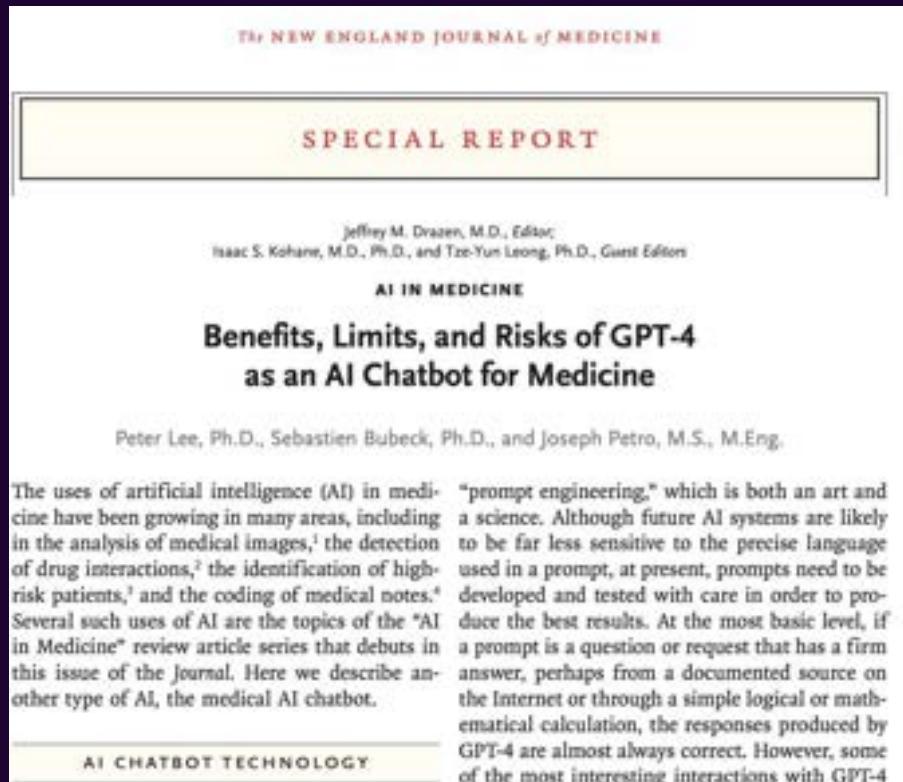 The NEW ENGLAND JOURNAL of MEDICINE
SPECIAL REPORT
Jeffrey M. Drazen, M.D., Editor;
Isaac S. Kohane, M.D., Ph.D., and Tze-Yun Leong, Ph.D., Guest Editors
AI IN MEDICINE
Benefits, Limits, and Risks of GPT-4
as an AI Chatbot for Medicine
Peter Lee, Ph.D., Sebastien Bubeck, Ph.D., and Joseph Petro, M.S., M.Eng.
The uses of artificial intelligence (AI) in medi-
cine have been growing in many areas, including
in the analysis of medical images,¹ the detection
of drug interactions,² the identification of high-
risk patients,³ and the coding of medical notes.⁴
Several such uses of AI are the topics of the "AI
in Medicine" review article series that debuts in
this issue of the Journal. Here we describe an-
other type of AI, the medical AI chatbot.
AI CHATBOT TECHNOLOGY
"prompt engineering," which is both an art and
a science. Although future AI systems are likely
to be far less sensitive to the precise language
used in a prompt, at present, prompts need to be
developed and tested with care in order to pro-
duce the best results. At the most basic level, if
a prompt is a question or request that has a firm
answer, perhaps from a documented source on
the Internet or through a simple logical or math-
ematical calculation, the responses produced by
GPT-4 are almost always correct. However, some
of the most interesting interactions with GPT-4